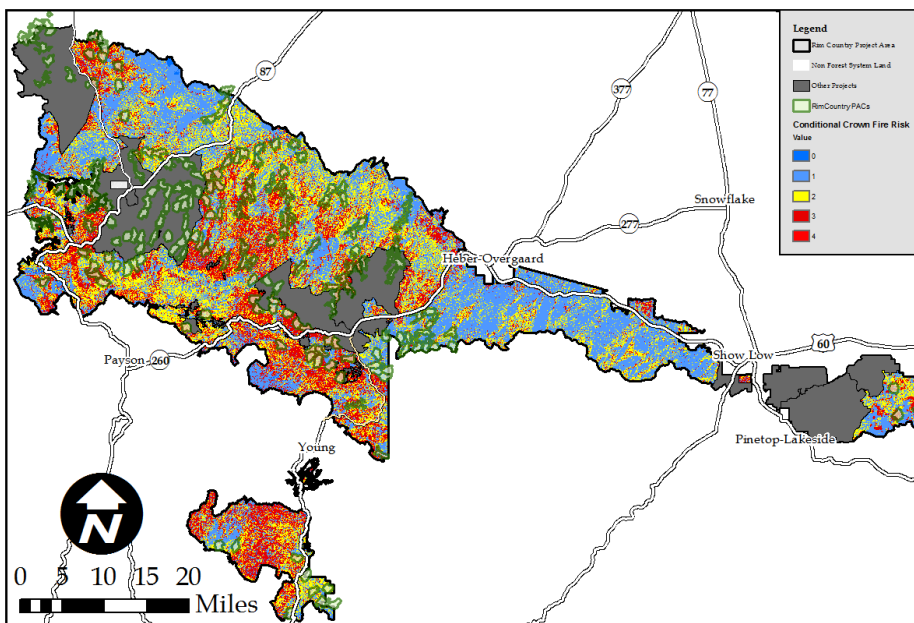 Legend
Rim Country Project Area
Non Forest System Land
Other Projects
RimCountry PACs
Conditional Crown Fire Risk
Value
0
1
2
3
4
87
377
77
Snowflake
277
Heber-Overgaard
60
Show Low
Payson
260
Pinetop-Lakeside
Young
N
0 5 10 15 20
Miles